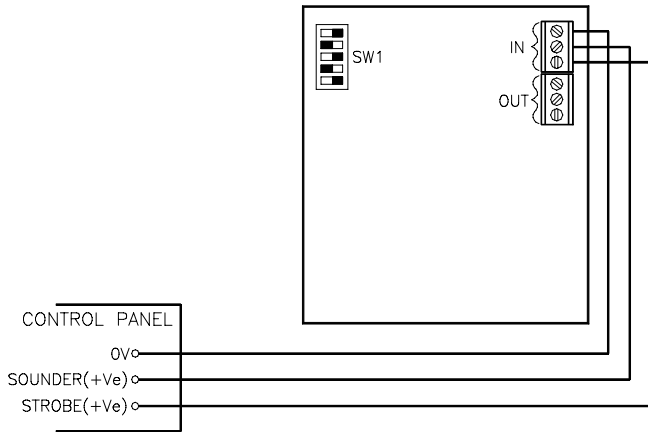 SW1
IN
OUT
CONTROL PANEL
0V
SOUNDER(+Ve)
STROBE(+Ve)